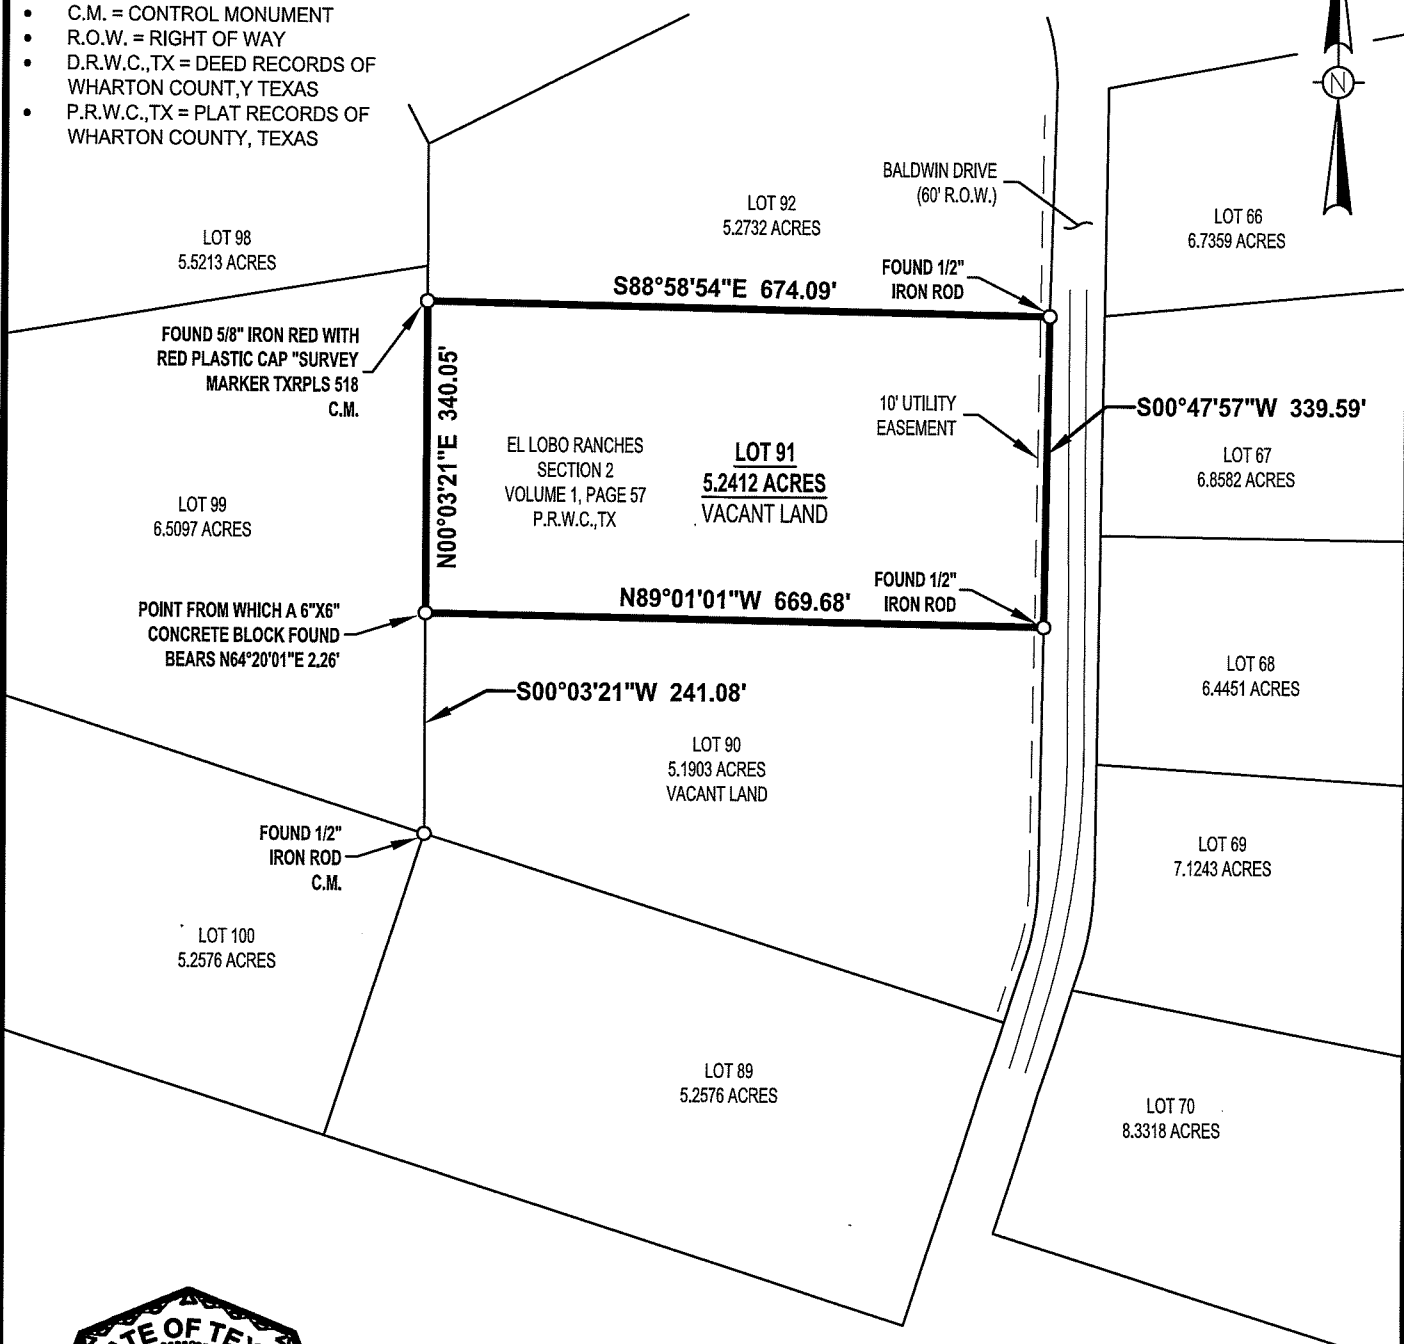 • C.M. = CONTROL MONUMENT
• R.O.W. = RIGHT OF WAY
• D.R.W.C.,TX = DEED RECORDS OF
WHARTON COUNT,Y TEXAS
• P.R.W.C.,TX = PLAT RECORDS OF
WHARTON COUNTY, TEXAS
N
BALDWIN DRIVE
(60' R.O.W.)
LOT 92
5.2732 ACRES
LOT 66
6.7359 ACRES
LOT 98
5.5213 ACRES
FOUND 1/2"
IRON ROD
S88°58'54"E 674.09'
FOUND 5/8" IRON RED WITH
RED PLASTIC CAP "SURVEY
MARKER TXRPLS 518
C.M.
N00°03'21"E 340.05'
10' UTILITY
EASEMENT
S00°47'57"W 339.59'
EL LOBO RANCHES
SECTION 2
VOLUME 1, PAGE 57
P.R.W.C.,TX
LOT 91
5.2412 ACRES
VACANT LAND
LOT 67
6.8582 ACRES
LOT 99
6.5097 ACRES
FOUND 1/2"
IRON ROD
N89°01'01"W 669.68'
POINT FROM WHICH A 6"X6"
CONCRETE BLOCK FOUND
BEARS N64°20'01"E 2.26'
S00°03'21"W 241.08'
LOT 68
6.4451 ACRES
LOT 90
5.1903 ACRES
VACANT LAND
FOUND 1/2"
IRON ROD
C.M.
LOT 69
7.1243 ACRES
LOT 100
5.2576 ACRES
LOT 89
5.2576 ACRES
LOT 70
8.3318 ACRES
OF